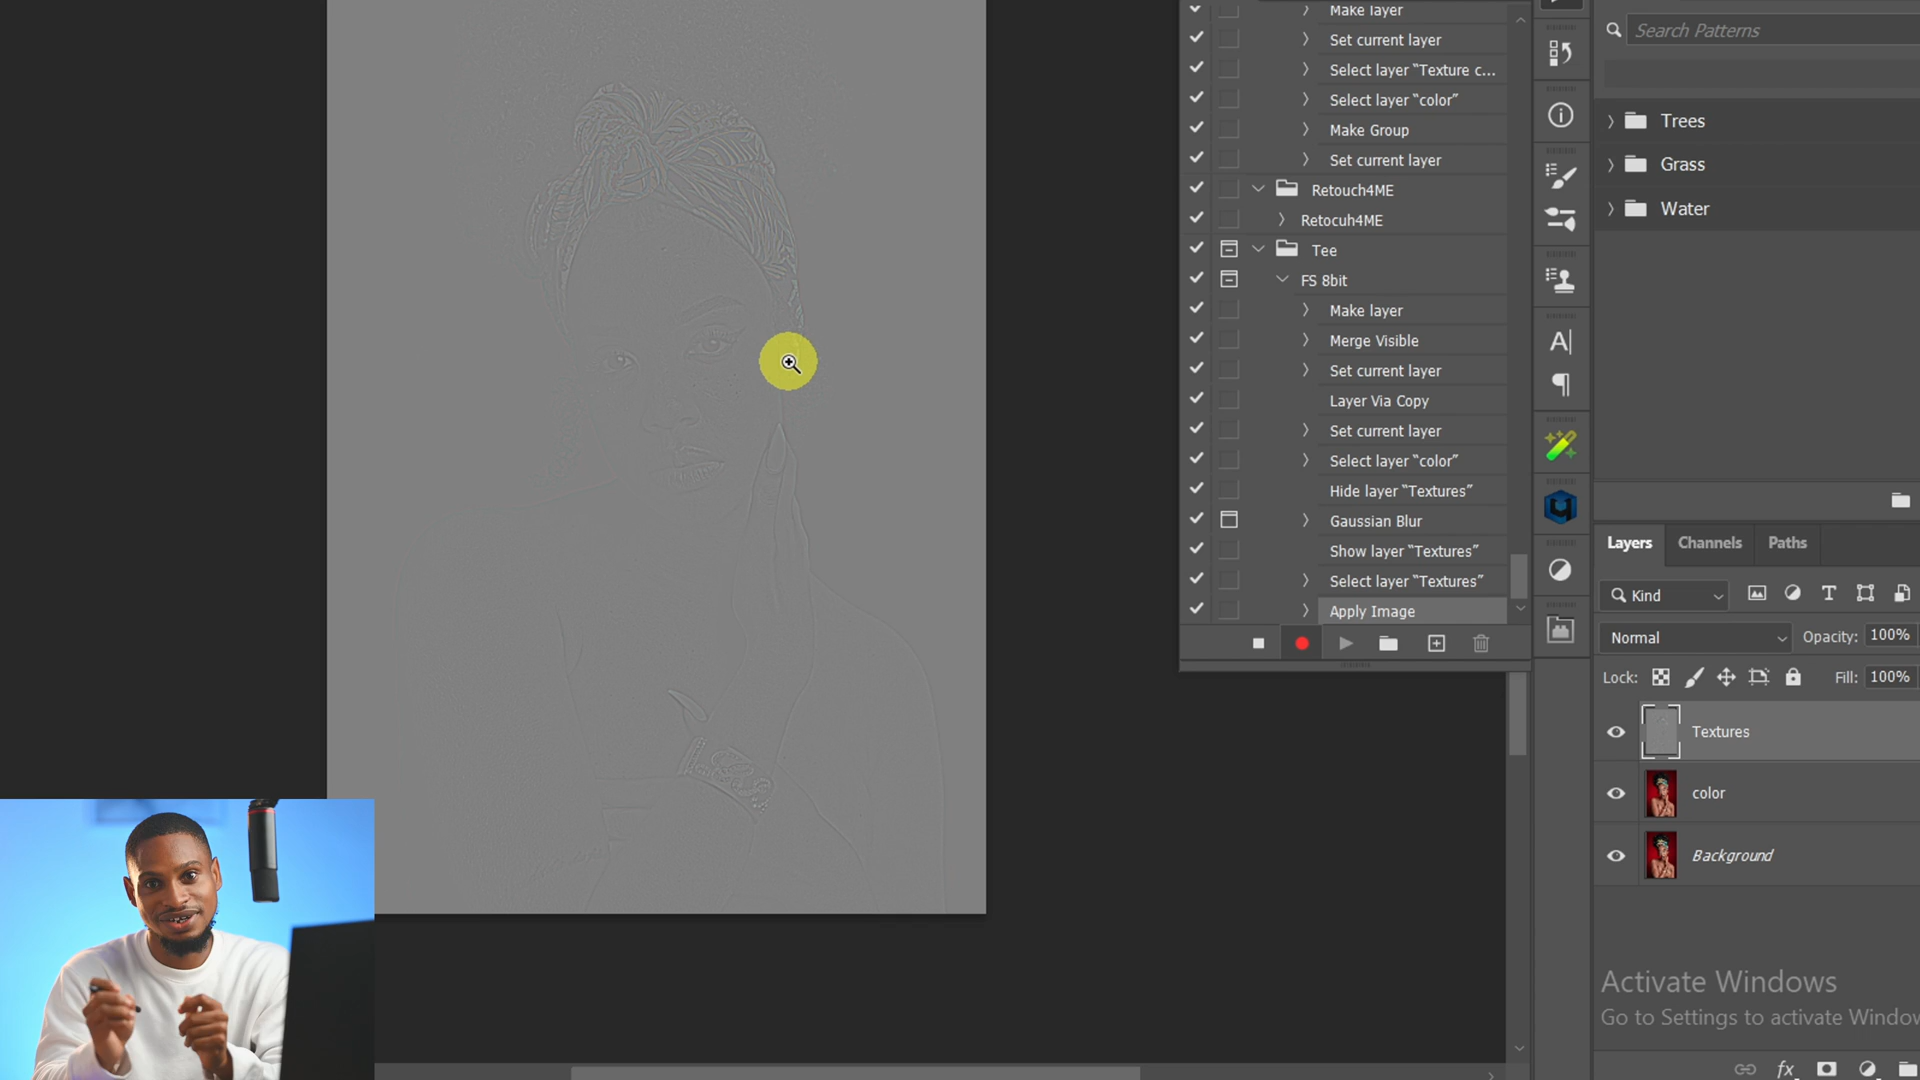 Make layer
Set current layer
Select layer “Texture c...
Select layer “color”
Make Group
Set current layer
Retouch4ME
Retocuh4ME
Tee
FS 8bit
Make layer
Merge Visible
Set current layer
Layer Via Copy
Set current layer
Select layer “color”
Hide layer “Textures”
Gaussian Blur
Show layer “Textures”
Select layer “Textures”
Apply Image
Search Patterns
Trees
Grass
Water
Layers Channels Paths
Kind
Normal Opacity: 100%
Lock: Fill: 100%
Textures
color
Background
Activate Windows
Go to Settings to activate Window
fx